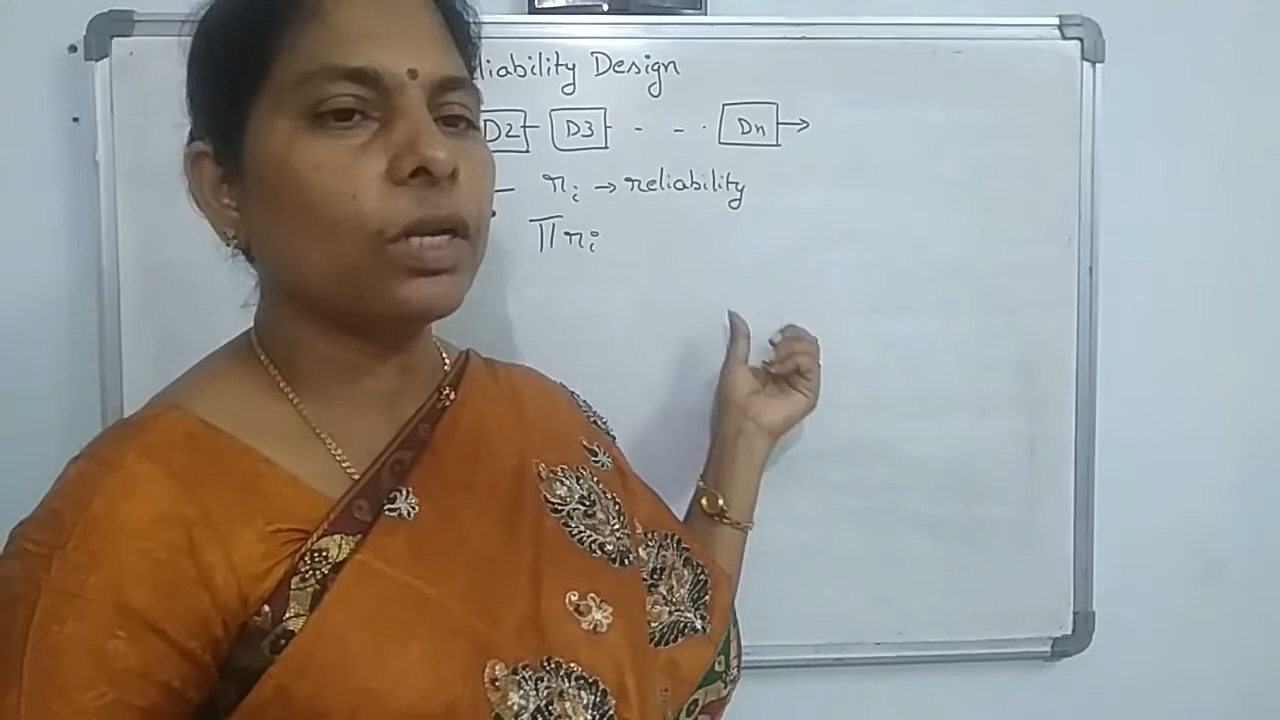 liability Design
D2 D3 - - . Dn →
ri → reliability
πri